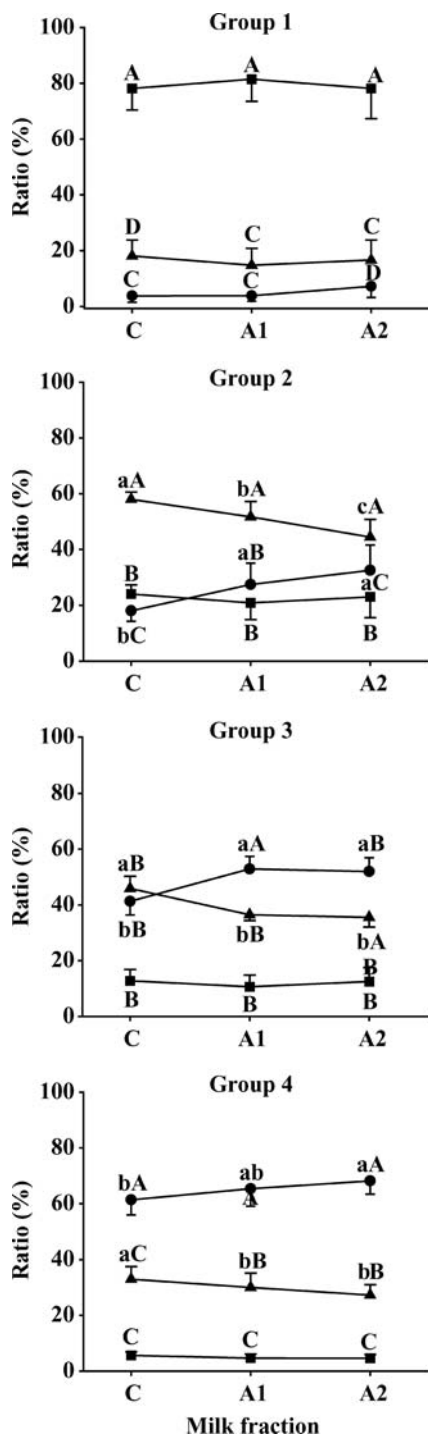 Group 1
100
A
A
A
80
60
Ratio (%)
40
D
C
C
20
C
C
D
0
C A1 A2
Group 2
100
80
aA
bA
cA
60
Ratio (%)
40
B
aB
aC
20
bC
B
B
0
C A1 A2
Group 3
100
80
60
aB
aA
aB
Ratio (%)
40
bB
bB
bA
20
B
B
B
B
0
C A1 A2
Group 4
100
80
bA
ab
A
aA
60
Ratio (%)
40
aC
bB
bB
20
C
C
C
0
C A1 A2
Milk fraction